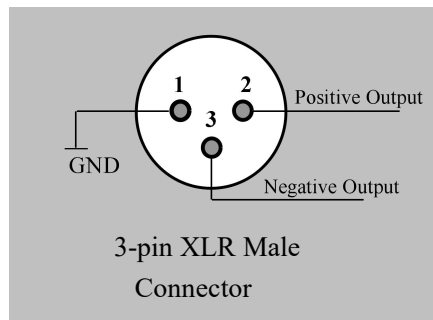 1
2
Positive Output
3
GND
Negative Output
3-pin XLR Male
Connector